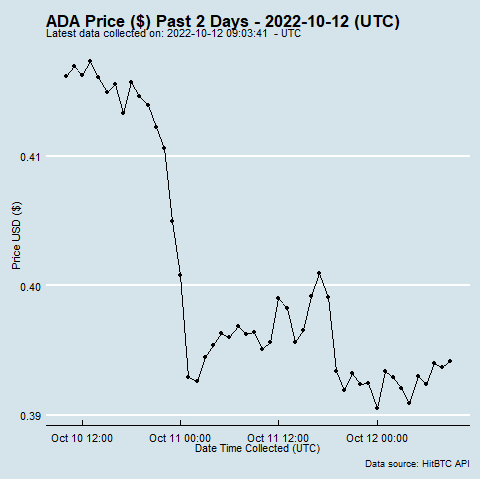 ADA Price ($) Past 2 Days - 2022-10-12 (UTC)
Latest data collected on: 2022-10-12 09:03:41  - UTC
0.41
0.40
0.39
Price USD ($)
Oct 10 12:00
Oct 11 00:00
Oct 11 12:00
Oct 12 00:00
Date Time Collected (UTC)
Data source: HitBTC API